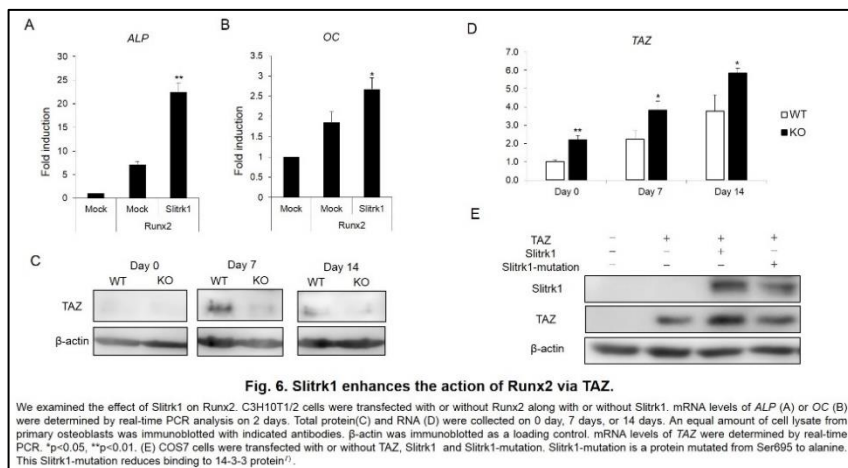 A
ALP
Fold induction
30
25
20
15
10
5
0
**
Mock
Mock
Slitrk1
Runx2
B
OC
Fold induction
3.5
3
2.5
2
1.5
1
0.5
0
*
Mock
Mock
Slitrk1
Runx2
C
Day 0
Day 7
Day 14
WT
KO
WT
KO
WT
KO
TAZ
β-actin
D
TAZ
7.0
6.0
5.0
4.0
3.0
2.0
1.0
0.0
**
*
*
WT
KO
Day 0
Day 7
Day 14
E
TAZ − + + +
Slitrk1 − − + −
Slitrk1-mutation − − − +
Slitrk1
TAZ
β-actin
Fig. 6. Slitrk1 enhances the action of Runx2 via TAZ.
We examined the effect of Slitrk1 on Runx2. C3H10T1/2 cells were transfected with or without Runx2 along with or without Slitrk1. mRNA levels of ALP (A) or OC (B)
were determined by real-time PCR analysis on 2 days. Total protein(C) and RNA (D) were collected on 0 day, 7 days, or 14 days. An equal amount of cell lysate from
primary osteoblasts was immunoblotted with indicated antibodies. β-actin was immunoblotted as a loading control. mRNA levels of TAZ were determined by real-time
PCR. *p<0.05, **p<0.01. (E) COS7 cells were transfected with or without TAZ, Slitrk1 and Slitrk1-mutation. Slitrk1-mutation is a protein mutated from Ser695 to alanine.
This Slitrk1-mutation reduces binding to 14-3-3 protein